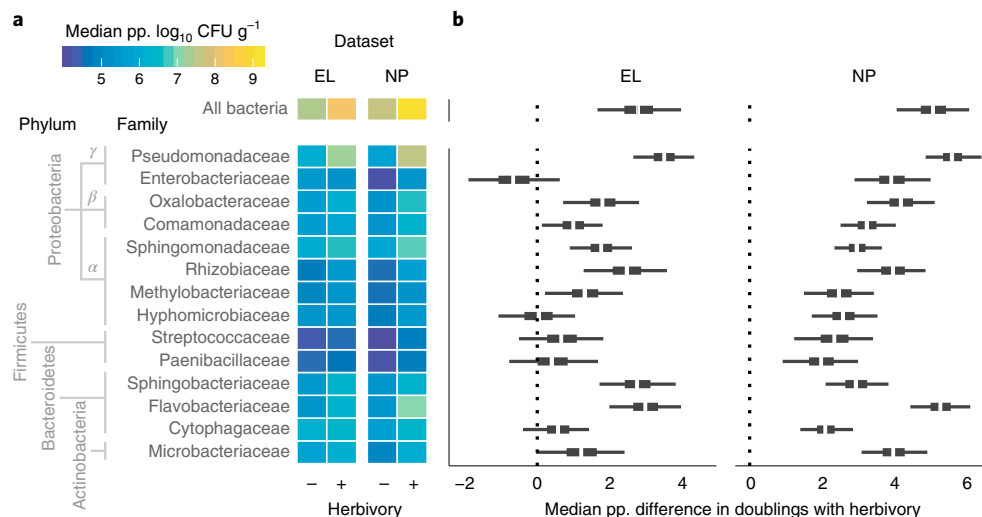 a
b
Median pp. log10 CFU g−1
5 6 7 8 9
Dataset
EL NP
EL
NP
All bacteria
Phylum Family
Proteobacteria
γ
β
α
Firmicutes
Bacteroidetes
Actinobacteria
Pseudomonadaceae
Enterobacteriaceae
Oxalobacteraceae
Comamonadaceae
Sphingomonadaceae
Rhizobiaceae
Methylobacteriaceae
Hyphomicrobiaceae
Streptococcaceae
Paenibacillaceae
Sphingobacteriaceae
Flavobacteriaceae
Cytophagaceae
Microbacteriaceae
− + − +
Herbivory
−2 0 2 4
0 2 4 6
Median pp. difference in doublings with herbivory